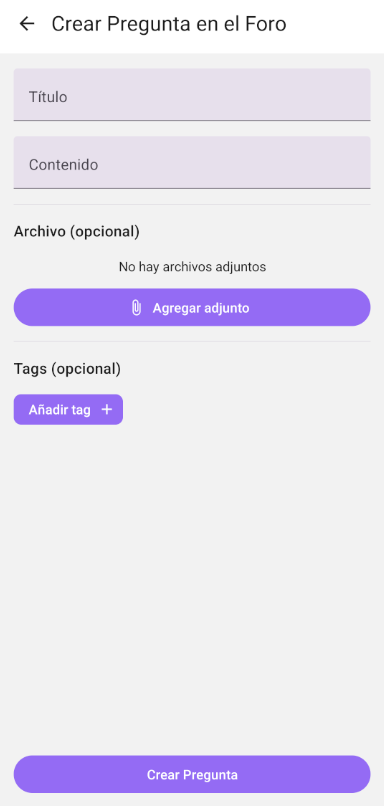 Crear Pregunta en el Foro
Título
Contenido
Archivo (opcional)
No hay archivos adjuntos
Agregar adjunto
Tags (opcional)
Añadir tag +
Crear Pregunta